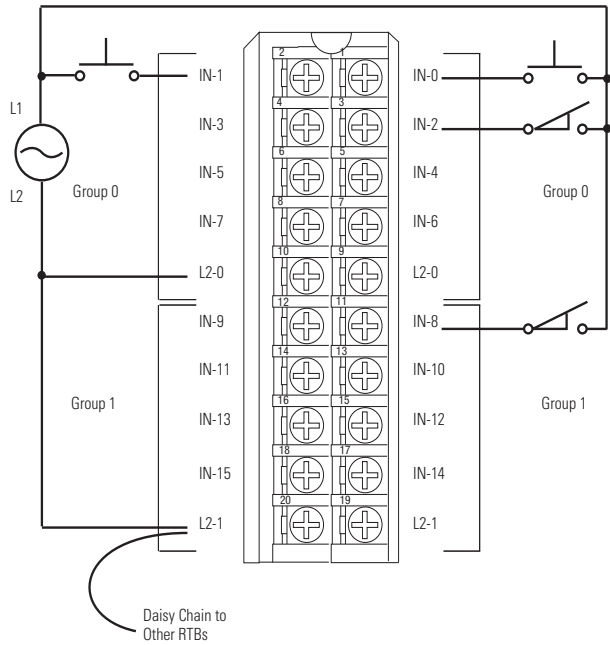 2 1
IN-1 IN-0
4 3
L1
IN-3 IN-2
6 5
IN-5 IN-4
L2
Group 0 Group 0
8 7
IN-7 IN-6
10 9
L2-0 L2-0
12 11
IN-9 IN-8
14 13
IN-11 IN-10
Group 1 Group 1
16 15
IN-13 IN-12
18 17
IN-15 IN-14
20 19
L2-1 L2-1
Daisy Chain to
Other RTBs